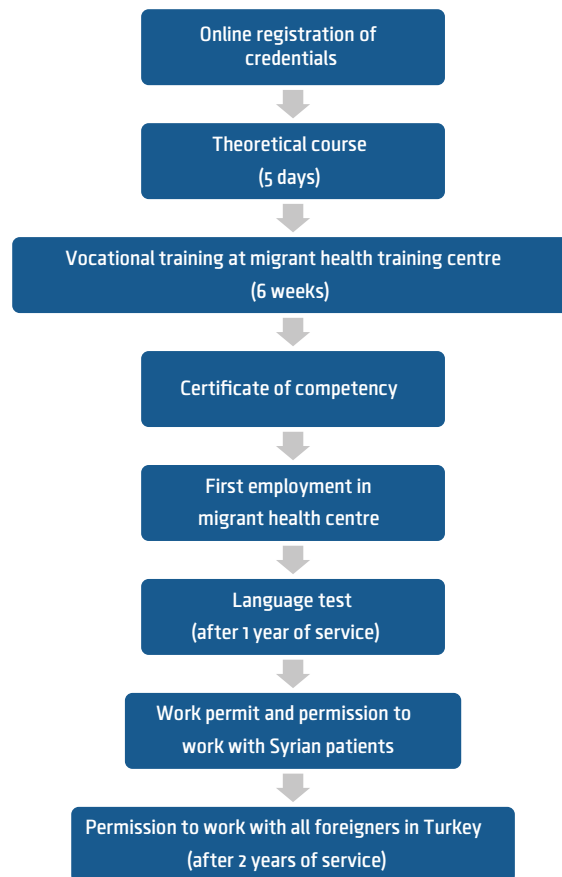 Online registration of
credentials
Theoretical course
(5 days)
Vocational training at migrant health training centre
(6 weeks)
Certificate of competency
First employment in
migrant health centre
Language test
(after 1 year of service)
Work permit and permission to
work with Syrian patients
Permission to work with all foreigners in Turkey
(after 2 years of service)